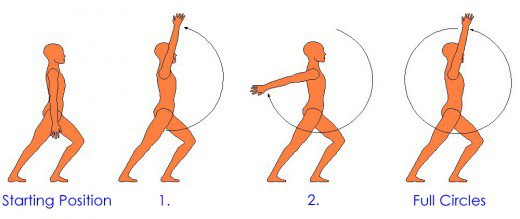 Starting Position
1.
2.
Full Circles